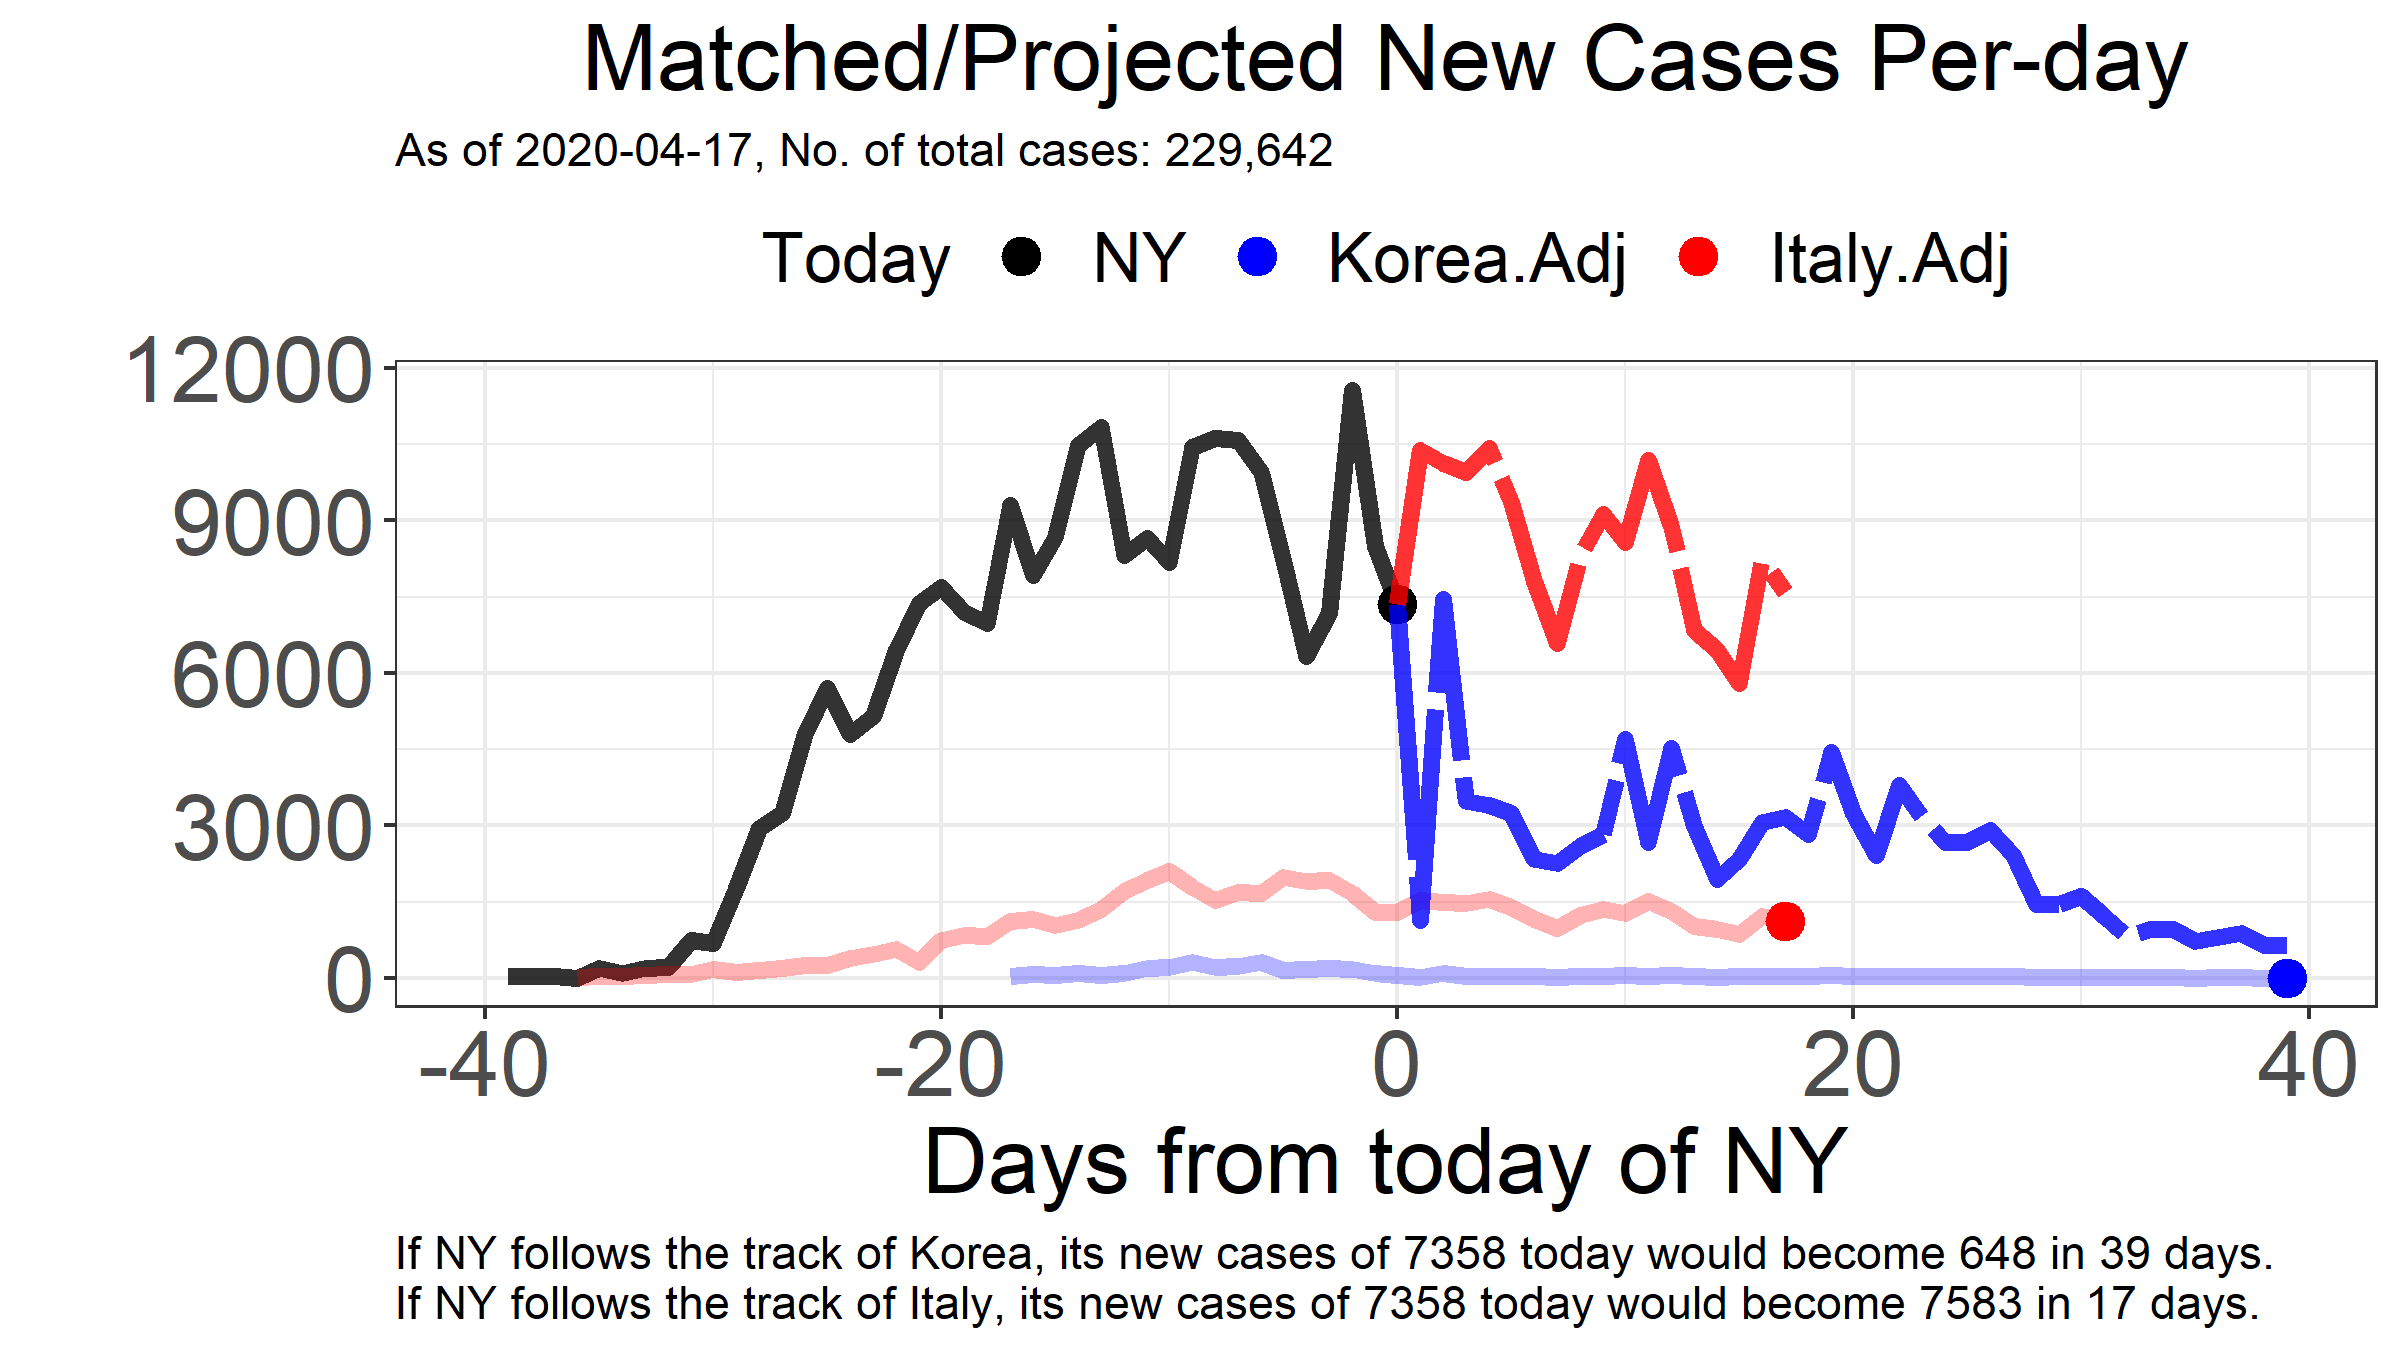 Matched/Projected New Cases Per-day
As of 2020-04-17, No. of total cases: 229,642
Today NY Korea.Adj Italy.Adj
12000
9000
6000
3000
0
-40 -20 0 20 40
Days from today of NY
If NY follows the track of Korea, its new cases of 7358 today would become 648 in 39 days.
If NY follows the track of Italy, its new cases of 7358 today would become 7583 in 17 days.